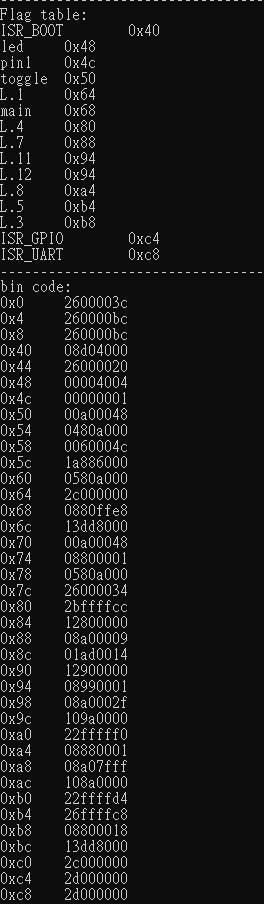 --------------------------------
Flag table:
ISR_BOOT 0x40
led 0x48
pin1 0x4c
toggle 0x50
L.1 0x64
main 0x68
L.4 0x80
L.7 0x88
L.11 0x94
L.12 0x94
L.8 0xa4
L.5 0xb4
L.3 0xb8
ISR_GPIO 0xc4
ISR_UART 0xc8
--------------------------------
bin code:
0x0 2600003c
0x4 260000bc
0x8 260000bc
0x40 08d04000
0x44 26000020
0x48 00004004
0x4c 00000001
0x50 00a00048
0x54 0480a000
0x58 0060004c
0x5c 1a886000
0x60 0580a000
0x64 2c000000
0x68 0880ffe8
0x6c 13dd8000
0x70 00a00048
0x74 08800001
0x78 0580a000
0x7c 26000034
0x80 2bffffcc
0x84 12800000
0x88 08a00009
0x8c 01ad0014
0x90 12900000
0x94 08990001
0x98 08a0002f
0x9c 109a0000
0xa0 22fffff0
0xa4 08880001
0xa8 08a07fff
0xac 108a0000
0xb0 22ffffd4
0xb4 26ffffc8
0xb8 08800018
0xbc 13dd8000
0xc0 2c000000
0xc4 2d000000
0xc8 2d000000